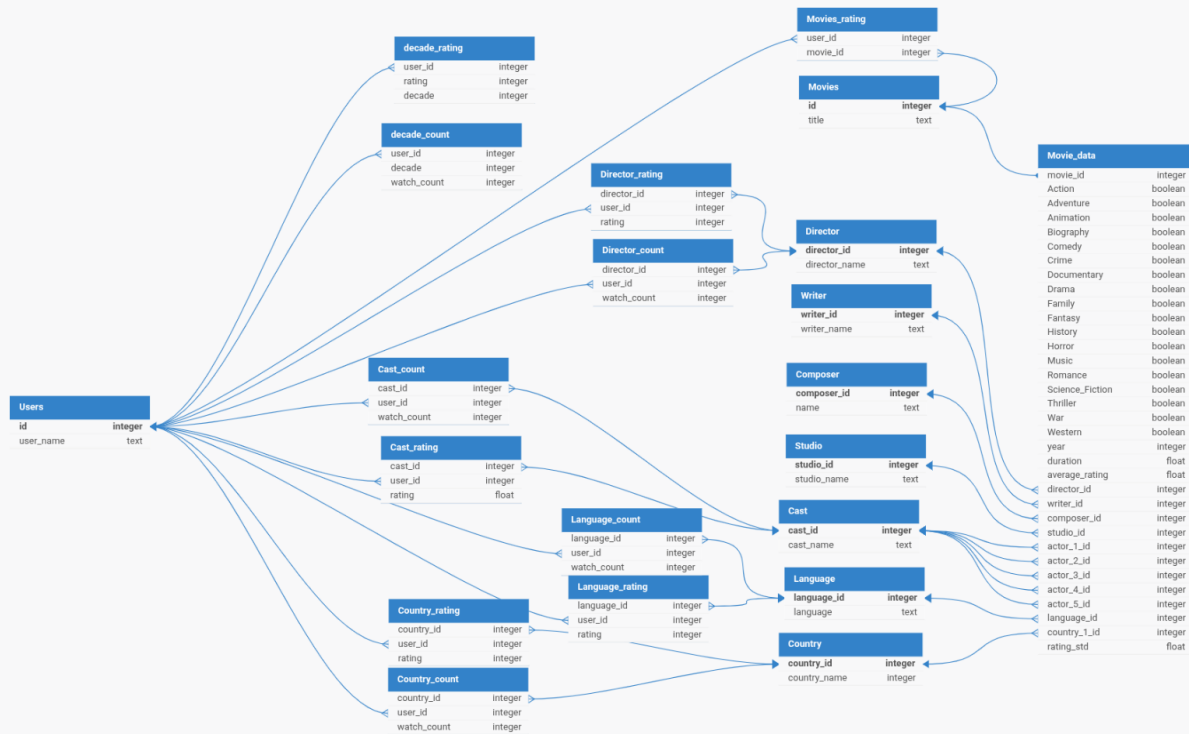 Movies_rating
user_id integer
movie_id integer
decade_rating
user_id integer
rating integer
decade integer
Movies
id integer
title text
decade_count
user_id integer
decade integer
watch_count integer
Movie_data
movie_id integer
Action boolean
Adventure boolean
Animation boolean
Biography boolean
Comedy boolean
Crime boolean
Documentary boolean
Drama boolean
Family boolean
Fantasy boolean
History boolean
Horror boolean
Music boolean
Romance boolean
Science_Fiction boolean
Thriller boolean
War boolean
Western boolean
year integer
duration float
average_rating float
director_id integer
writer_id integer
composer_id integer
studio_id integer
actor_1_id integer
actor_2_id integer
actor_3_id integer
actor_4_id integer
actor_5_id integer
language_id integer
country_1_id integer
rating_std float
Director_rating
director_id integer
user_id integer
rating integer
Director
director_id integer
director_name text
Director_count
director_id integer
user_id integer
watch_count integer
Writer
writer_id integer
writer_name text
Cast_count
cast_id integer
user_id integer
watch_count integer
Composer
composer_id integer
name text
Users
id integer
user_name text
Cast_rating
cast_id integer
user_id integer
rating float
Studio
studio_id integer
studio_name text
Cast
cast_id integer
cast_name text
Language_count
language_id integer
user_id integer
watch_count integer
Language
language_id integer
language text
Language_rating
language_id integer
user_id integer
rating integer
Country_rating
country_id integer
user_id integer
rating integer
Country
country_id integer
country_name integer
Country_count
country_id integer
user_id integer
watch_count integer